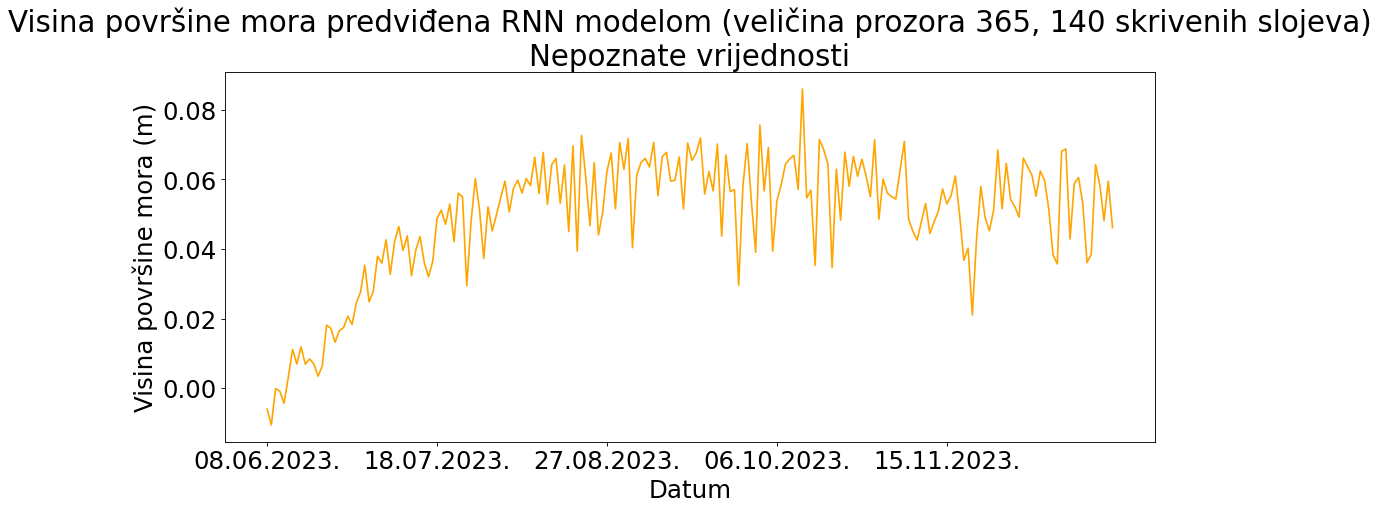 Visina površine mora predviđena RNN modelom (veličina prozora 365, 140 skrivenih slojeva)
Nepoznate vrijednosti
Visina površine mora (m)
0.08
0.06
0.04
0.02
0.00
08.06.2023. 18.07.2023. 27.08.2023. 06.10.2023. 15.11.2023.
Datum